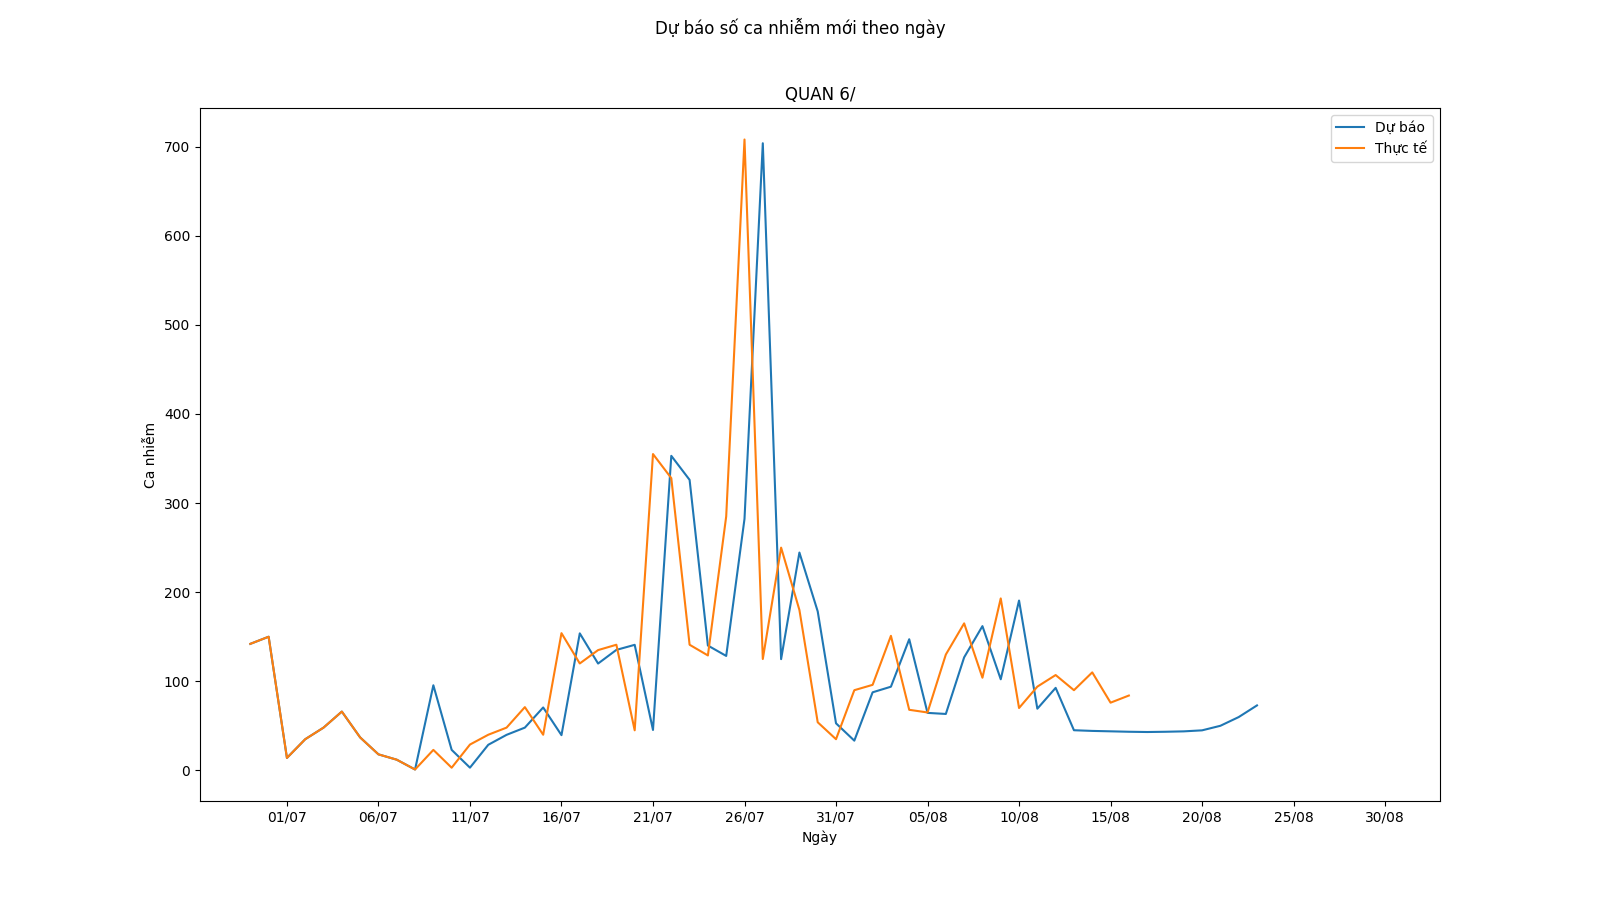 Dự báo số ca nhiễm mới theo ngày
QUAN 6/
Dự báo
Thực tế
700
600
500
400
300
200
100
0
Ca nhiễm
01/07 06/07 11/07 16/07 21/07 26/07 31/07 05/08 10/08 15/08 20/08 25/08 30/08
Ngày